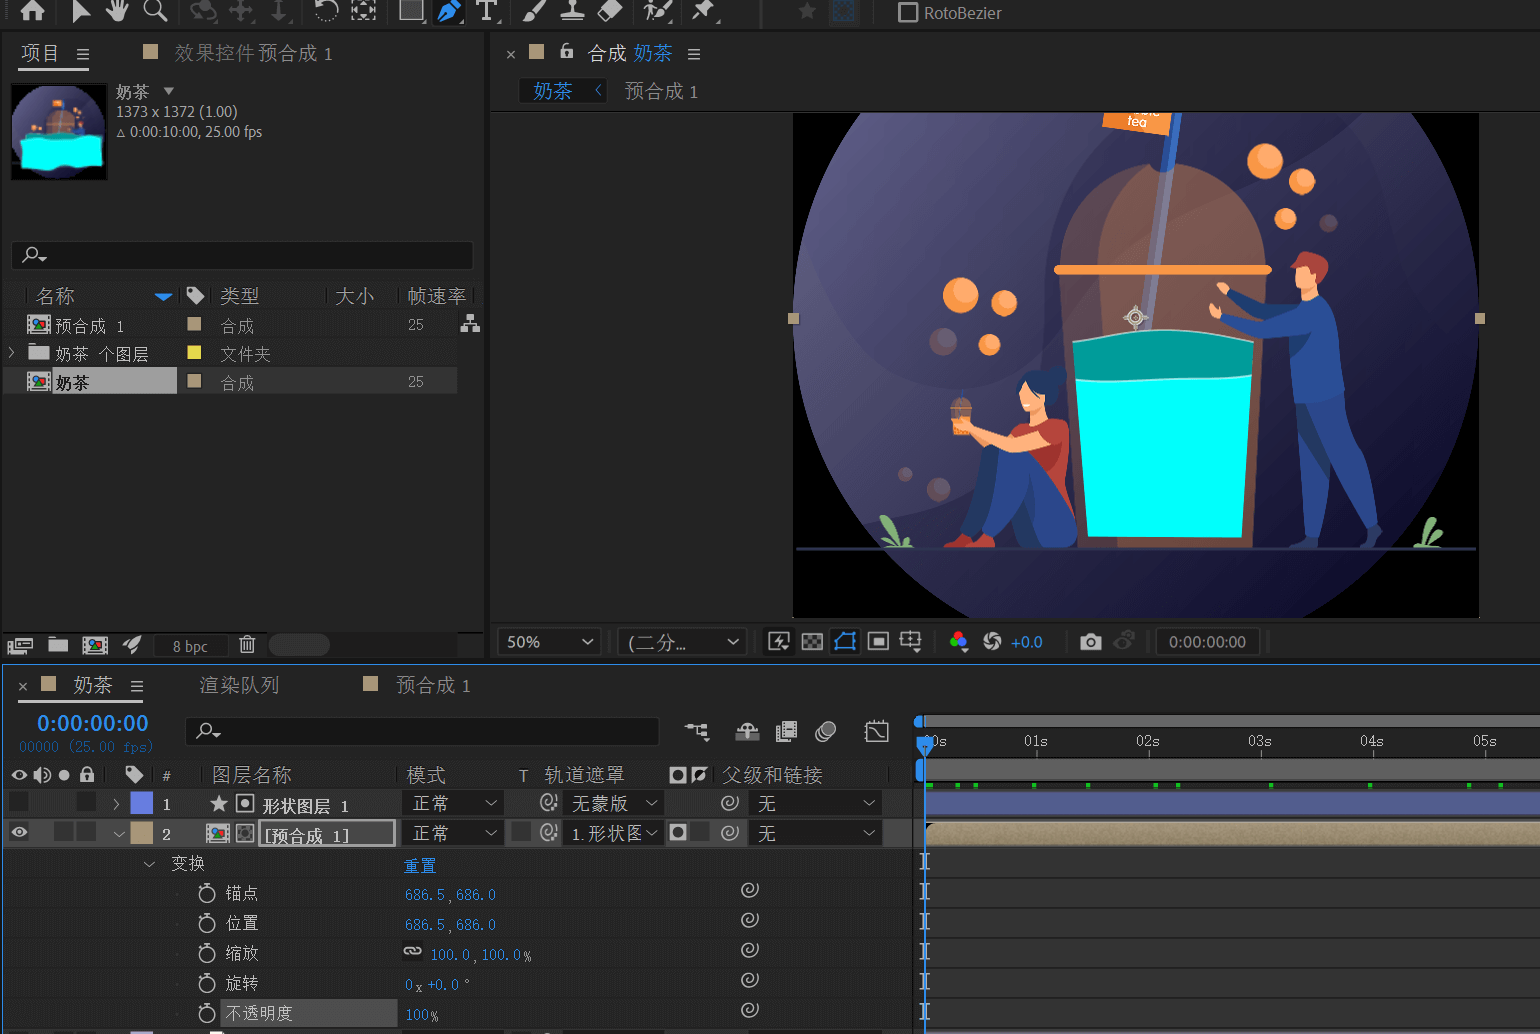 RotoBezier
项目
效果控件 预合成 1
合成 奶茶
奶茶
1373 x 1372 (1.00)
△ 0:00:10:00, 25.00 fps
奶茶
预合成 1
tea
名称
类型
大小
帧速率
预合成 1
合成
25
奶茶 个图层
文件夹
奶茶
合成
25
8 bpc
50%
(二分...
+0.0
0:00:00:00
奶茶
渲染队列
预合成 1
0:00:00:00
00000 (25.00 fps)
00s
01s
02s
03s
04s
05s
#
图层名称
模式
T
轨道遮罩
父级和链接
1
形状图层 1
正常
无蒙版
无
2
[预合成 1]
正常
1.形状图
无
变换
重置
锚点
686.5,686.0
位置
686.5,686.0
缩放
100.0,100.0%
旋转
0x+0.0°
不透明度
100%